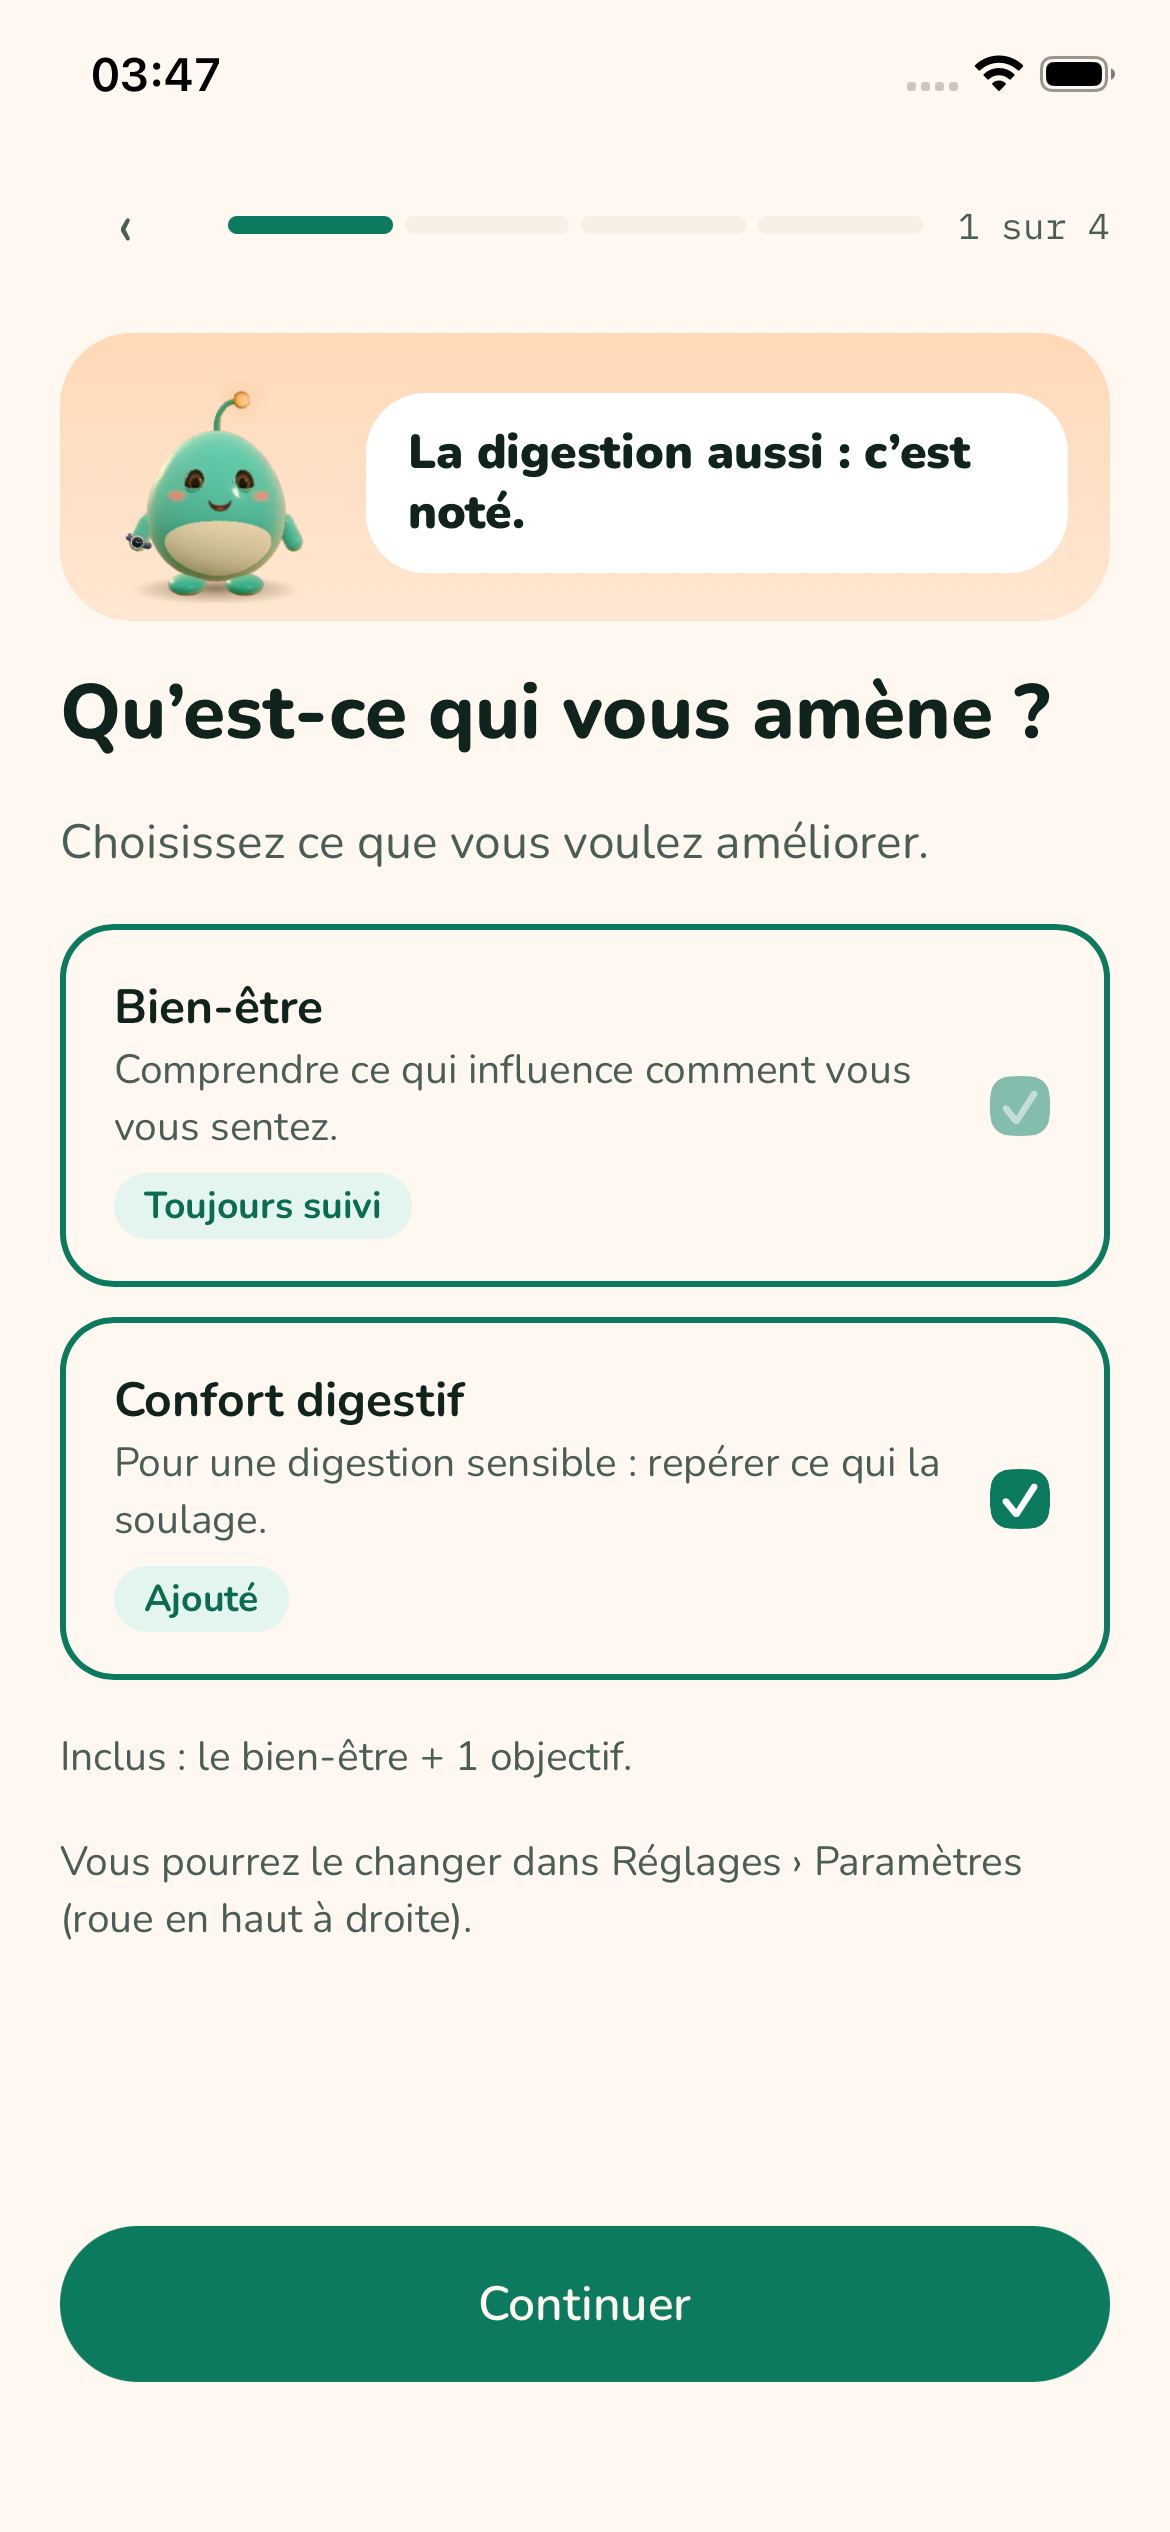 03:47
‹
1 sur 4
La digestion aussi : c’est
noté.
Qu’est-ce qui vous amène ?
Choisissez ce que vous voulez améliorer.
Bien-être
Comprendre ce qui influence comment vous
vous sentez.
Toujours suivi
Confort digestif
Pour une digestion sensible : repérer ce qui la
soulage.
Ajouté
Inclus : le bien-être + 1 objectif.
Vous pourrez le changer dans Réglages › Paramètres
(roue en haut à droite).
Continuer